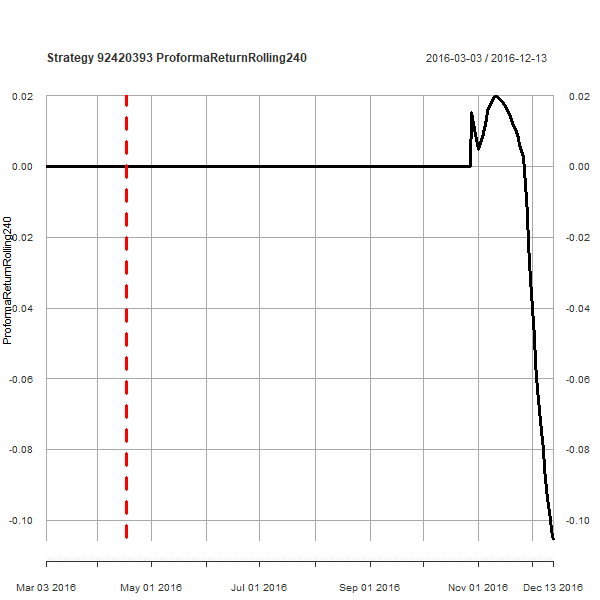 Strategy 92420393 ProformaReturnRolling240
2016-03-03 / 2016-12-13
0.02 0.02
0.00 0.00
-0.02 -0.02
-0.04 -0.04
-0.06 -0.06
-0.08 -0.08
-0.10 -0.10
ProformaReturnRolling240
Mar 03 2016 May 01 2016 Jul 01 2016 Sep 01 2016 Nov 01 2016 Dec 13 2016